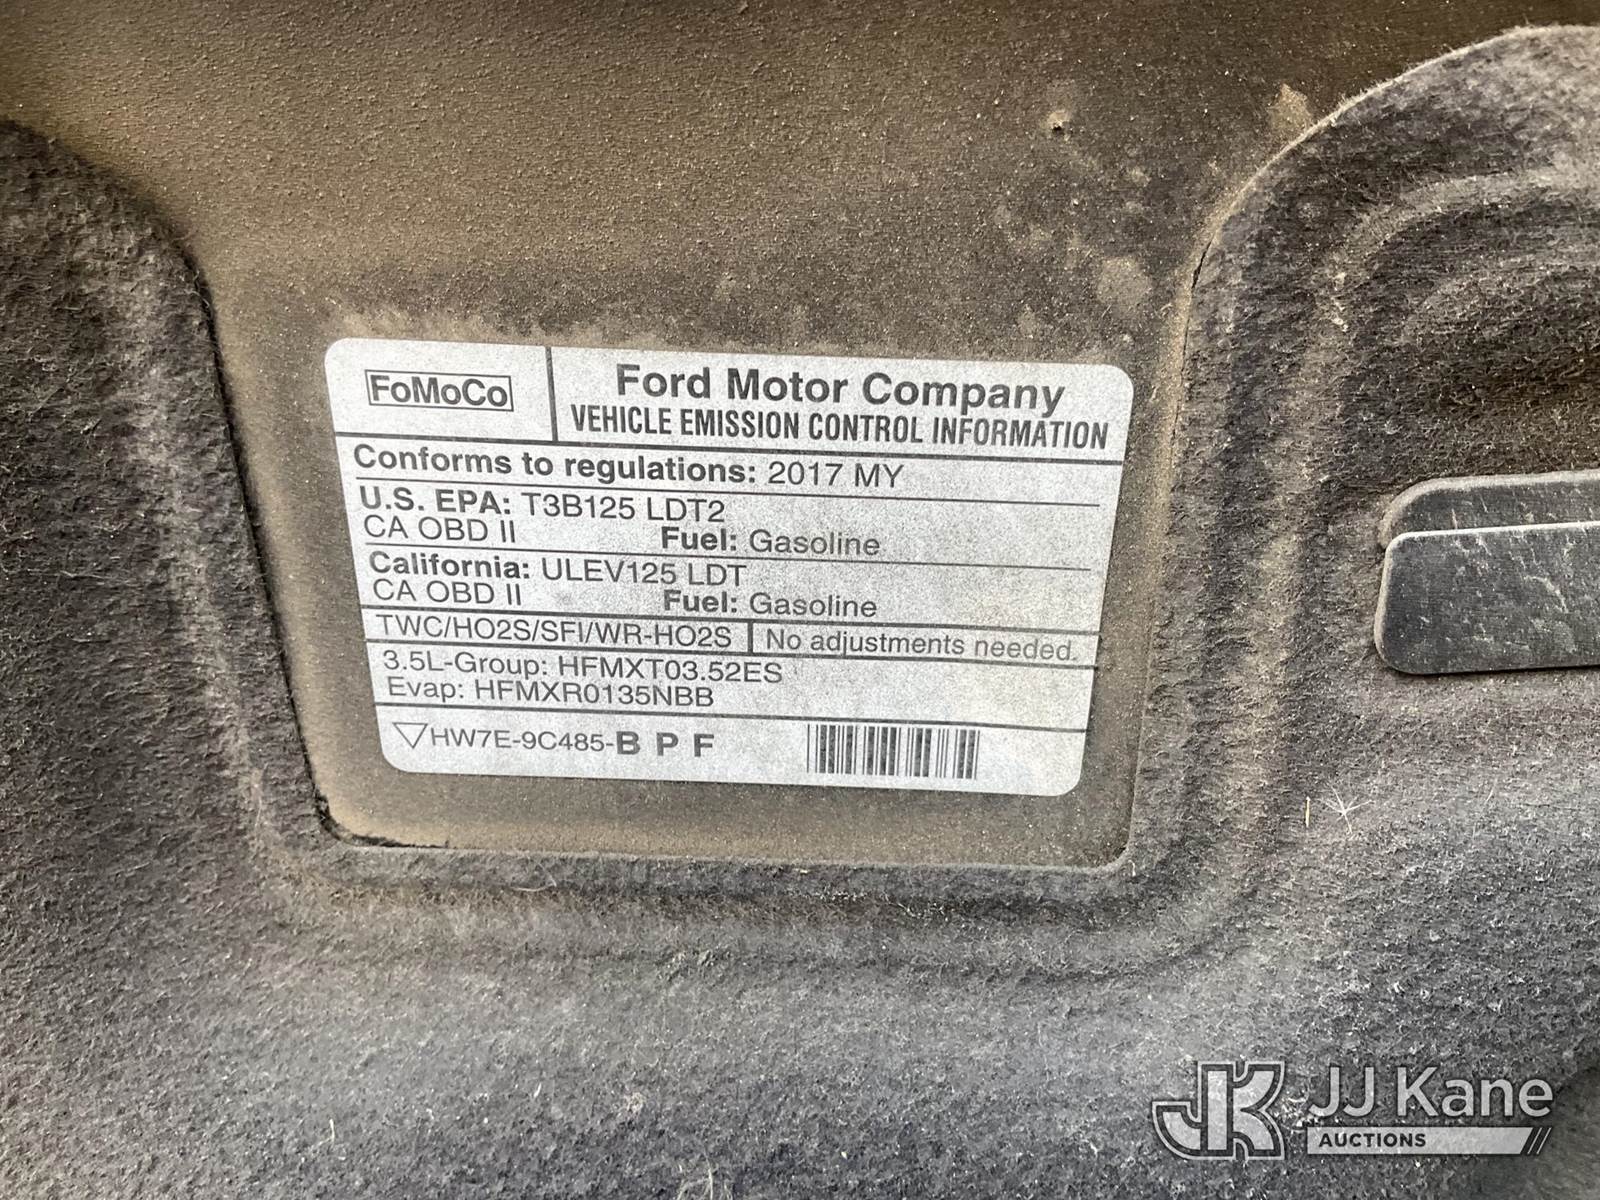 FoMoCo
Ford Motor Company
VEHICLE EMISSION CONTROL INFORMATION
Conforms to regulations: 2017 MY
U.S. EPA: T3B125 LDT2
CA OBD II Fuel: Gasoline
California: ULEV125 LDT
CA OBD II Fuel: Gasoline
TWC/HO2S/SFI/WR-HO2S No adjustments needed.
3.5L-Group: HFMXT03.52ES
Evap: HFMXR0135NBB
HW7E-9C485-B P F
JK JJ Kane
AUCTIONS